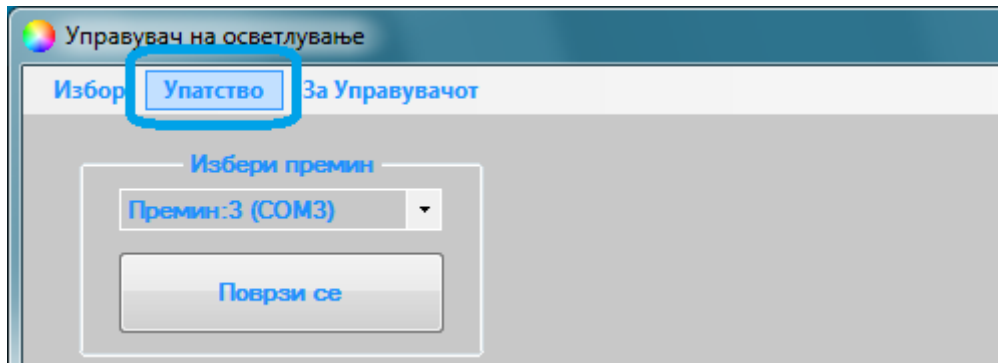 Управувач на осветлување
Избор Упатство За Управувачот
Избери премин
Премин:3 (COM3)
Поврзи се